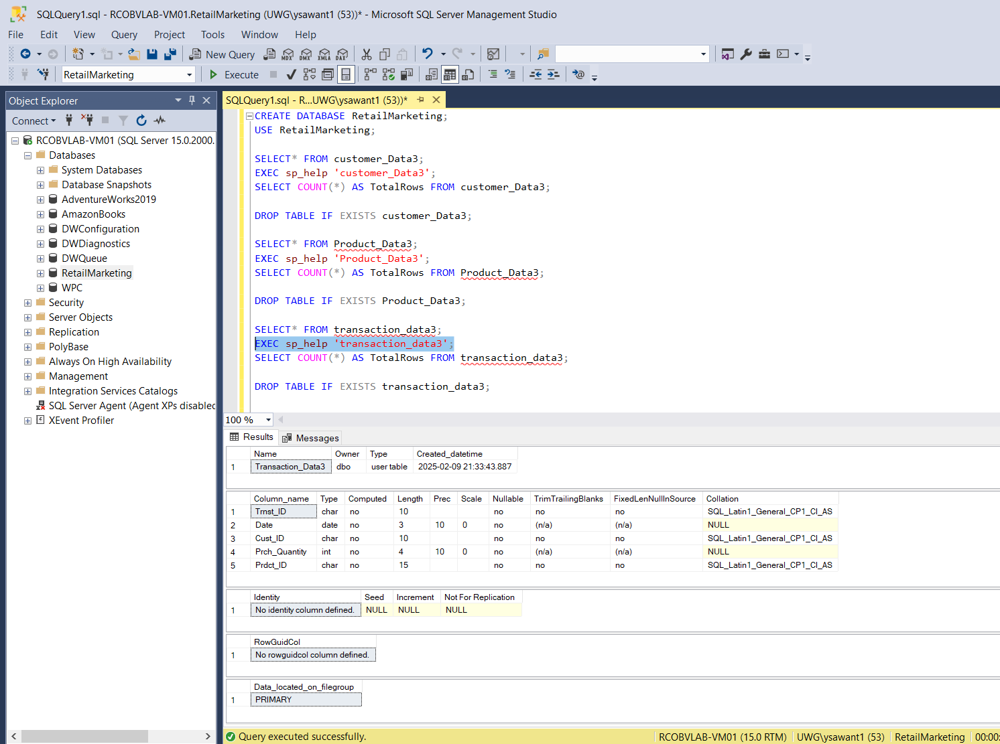 SQLQuery1.sql - RCOBVLAB-VM01.RetailMarketing (UWG\ysawant1 (53))* - Microsoft SQL Server Management Studio
File Edit View Query Project Tools Window Help
New Query MDX DMX XMLA DAX
RetailMarketing Execute
Object Explorer
Connect
RCOBVLAB-VM01 (SQL Server 15.0.2000.
Databases
System Databases
Database Snapshots
AdventureWorks2019
AmazonBooks
DWConfiguration
DWDiagnostics
DWQueue
RetailMarketing
WPC
Security
Server Objects
Replication
PolyBase
Always On High Availability
Management
Integration Services Catalogs
SQL Server Agent (Agent XPs disabled
XEvent Profiler
SQLQuery1.sql - R...UWG\ysawant1 (53))*
CREATE DATABASE RetailMarketing;
USE RetailMarketing;
SELECT* FROM customer_Data3;
EXEC sp_help 'customer_Data3';
SELECT COUNT(*) AS TotalRows FROM customer_Data3;
DROP TABLE IF EXISTS customer_Data3;
SELECT* FROM Product_Data3;
EXEC sp_help 'Product_Data3';
SELECT COUNT(*) AS TotalRows FROM Product_Data3;
DROP TABLE IF EXISTS Product_Data3;
SELECT* FROM transaction_data3;
EXEC sp_help 'transaction_data3';
SELECT COUNT(*) AS TotalRows FROM transaction_data3;
DROP TABLE IF EXISTS transaction_data3;
100 %
Results Messages
Name Owner Type Created_datetime
1 Transaction_Data3 dbo user table 2025-02-09 21:33:43.887
Column_name Type Computed Length Prec Scale Nullable TrimTrailingBlanks FixedLenNullInSource Collation
1 Trnst_ID char no 10 no no no SQL_Latin1_General_CP1_CI_AS
2 Date date no 3 10 0 no (n/a) (n/a) NULL
3 Cust_ID char no 10 no no no SQL_Latin1_General_CP1_CI_AS
4 Prch_Quantity int no 4 10 0 no (n/a) (n/a) NULL
5 Prdct_ID char no 15 no no no SQL_Latin1_General_CP1_CI_AS
Identity Seed Increment Not For Replication
1 No identity column defined. NULL NULL NULL
RowGuidCol
1 No rowguidcol column defined.
Data_located_on_filegroup
1 PRIMARY
Query executed successfully. RCOBVLAB-VM01 (15.0 RTM) UWG\ysawant1 (53) RetailMarketing 00:00: